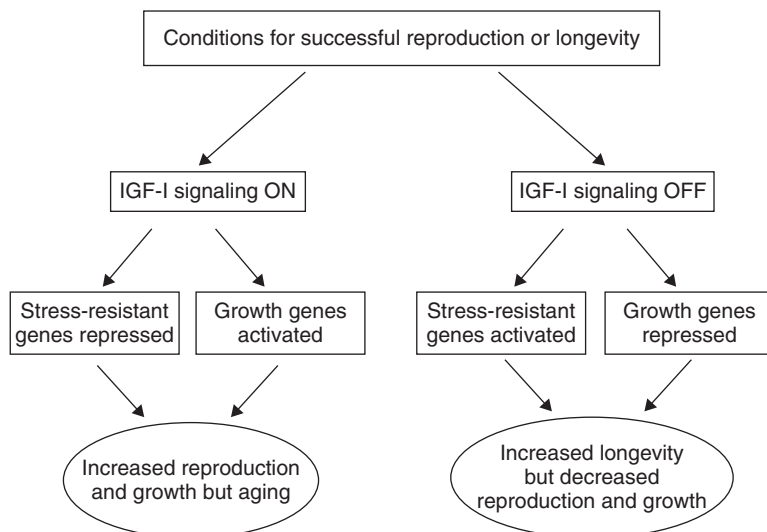 Conditions for successful reproduction or longevity
IGF-I signaling ON
IGF-I signaling OFF
Stress-resistant
genes repressed
Growth genes
activated
Stress-resistant
genes activated
Growth genes
repressed
Increased reproduction
and growth but aging
Increased longevity
but decreased
reproduction and growth